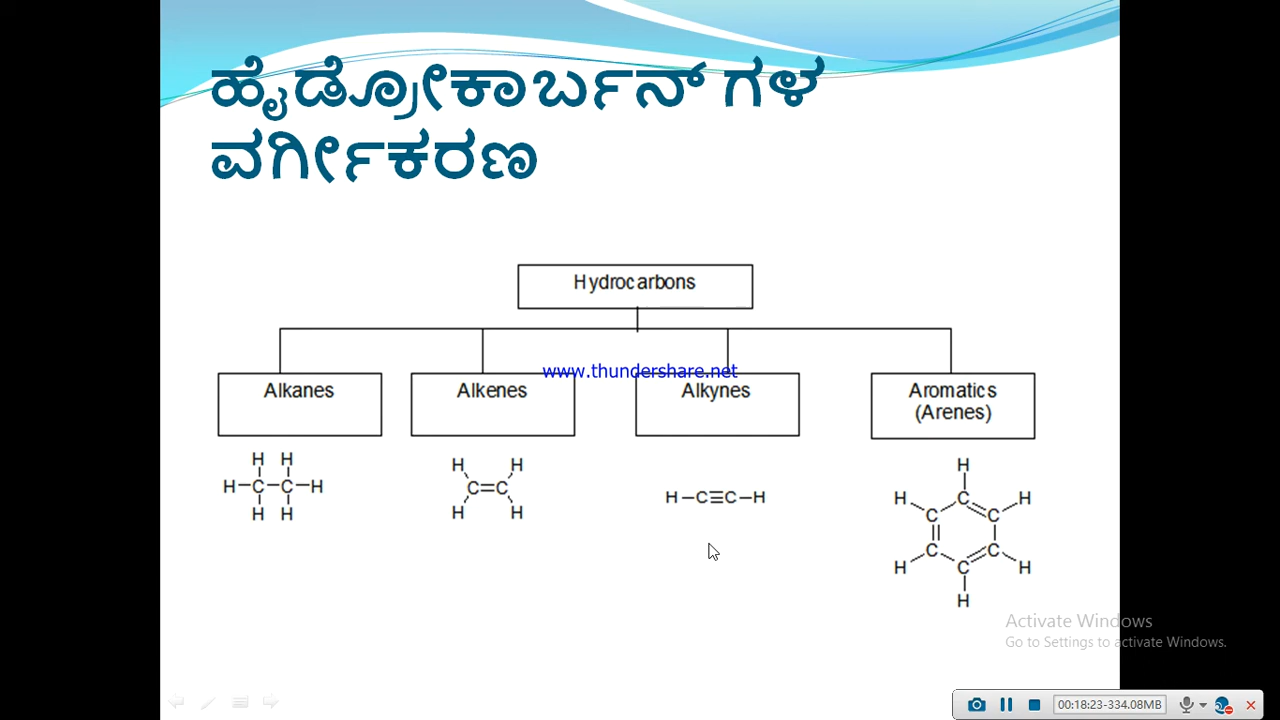 ಹೈಡ್ರೋಕಾರ್ಬನ್ ಗಳ
ವರ್ಗೀಕರಣ
Hydrocarbons
www.thundershare.net
Alkanes
Alkenes
Alkynes
Aromatics
(Arenes)
H H
H–C–C–H
H H
H H
C=C
H H
H–C≡C–H
H
H C H
C C
C C
H C H
H
Activate Windows
Go to Settings to activate Windows.
00:18:23-334.08MB